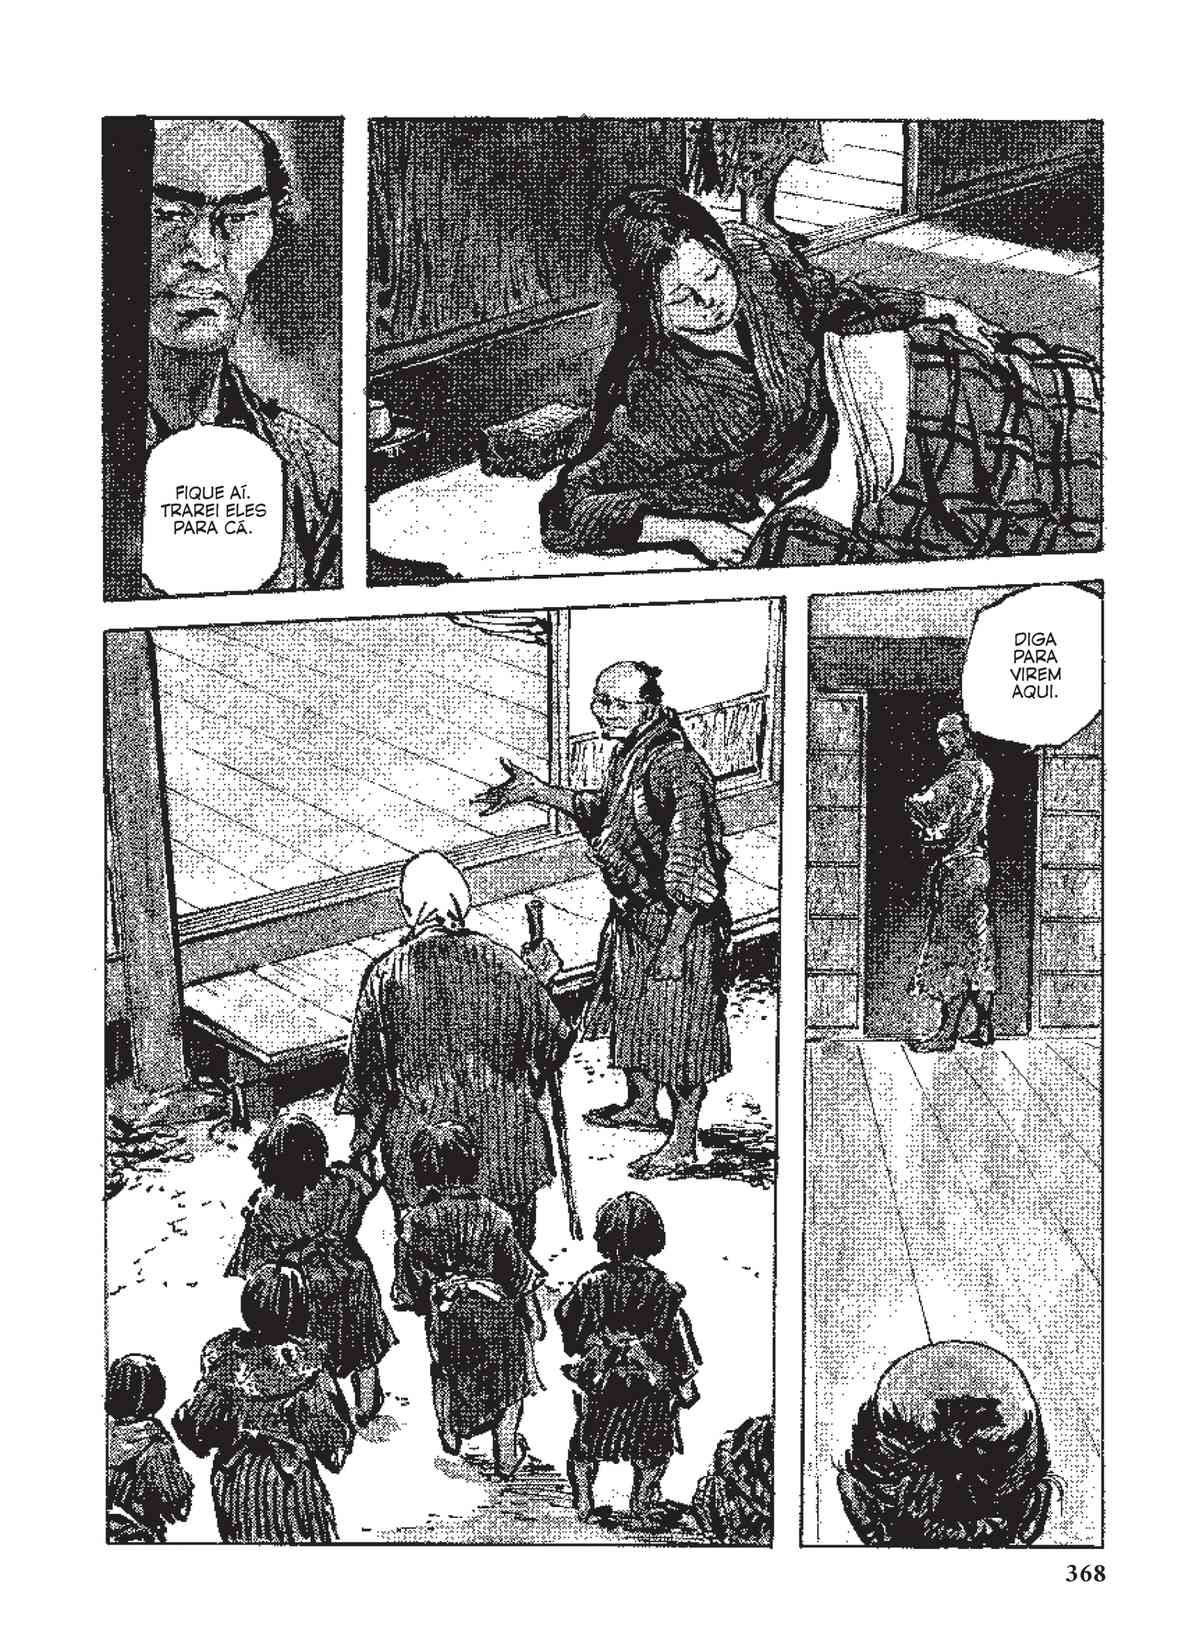 FIQUE AÍ.
TRAREI ELES
PARA CÁ.
DIGA
PARA
VIREM
AQUI.
368